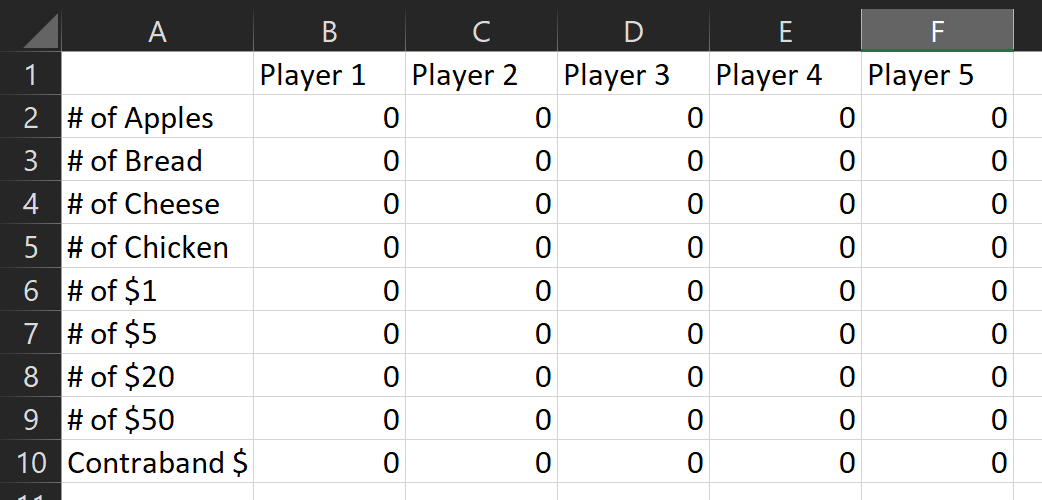 A B C D E F
1 Player 1 Player 2 Player 3 Player 4 Player 5
2 # of Apples 0 0 0 0 0
3 # of Bread 0 0 0 0 0
4 # of Cheese 0 0 0 0 0
5 # of Chicken 0 0 0 0 0
6 # of $1 0 0 0 0 0
7 # of $5 0 0 0 0 0
8 # of $20 0 0 0 0 0
9 # of $50 0 0 0 0 0
10 Contraband $ 0 0 0 0 0